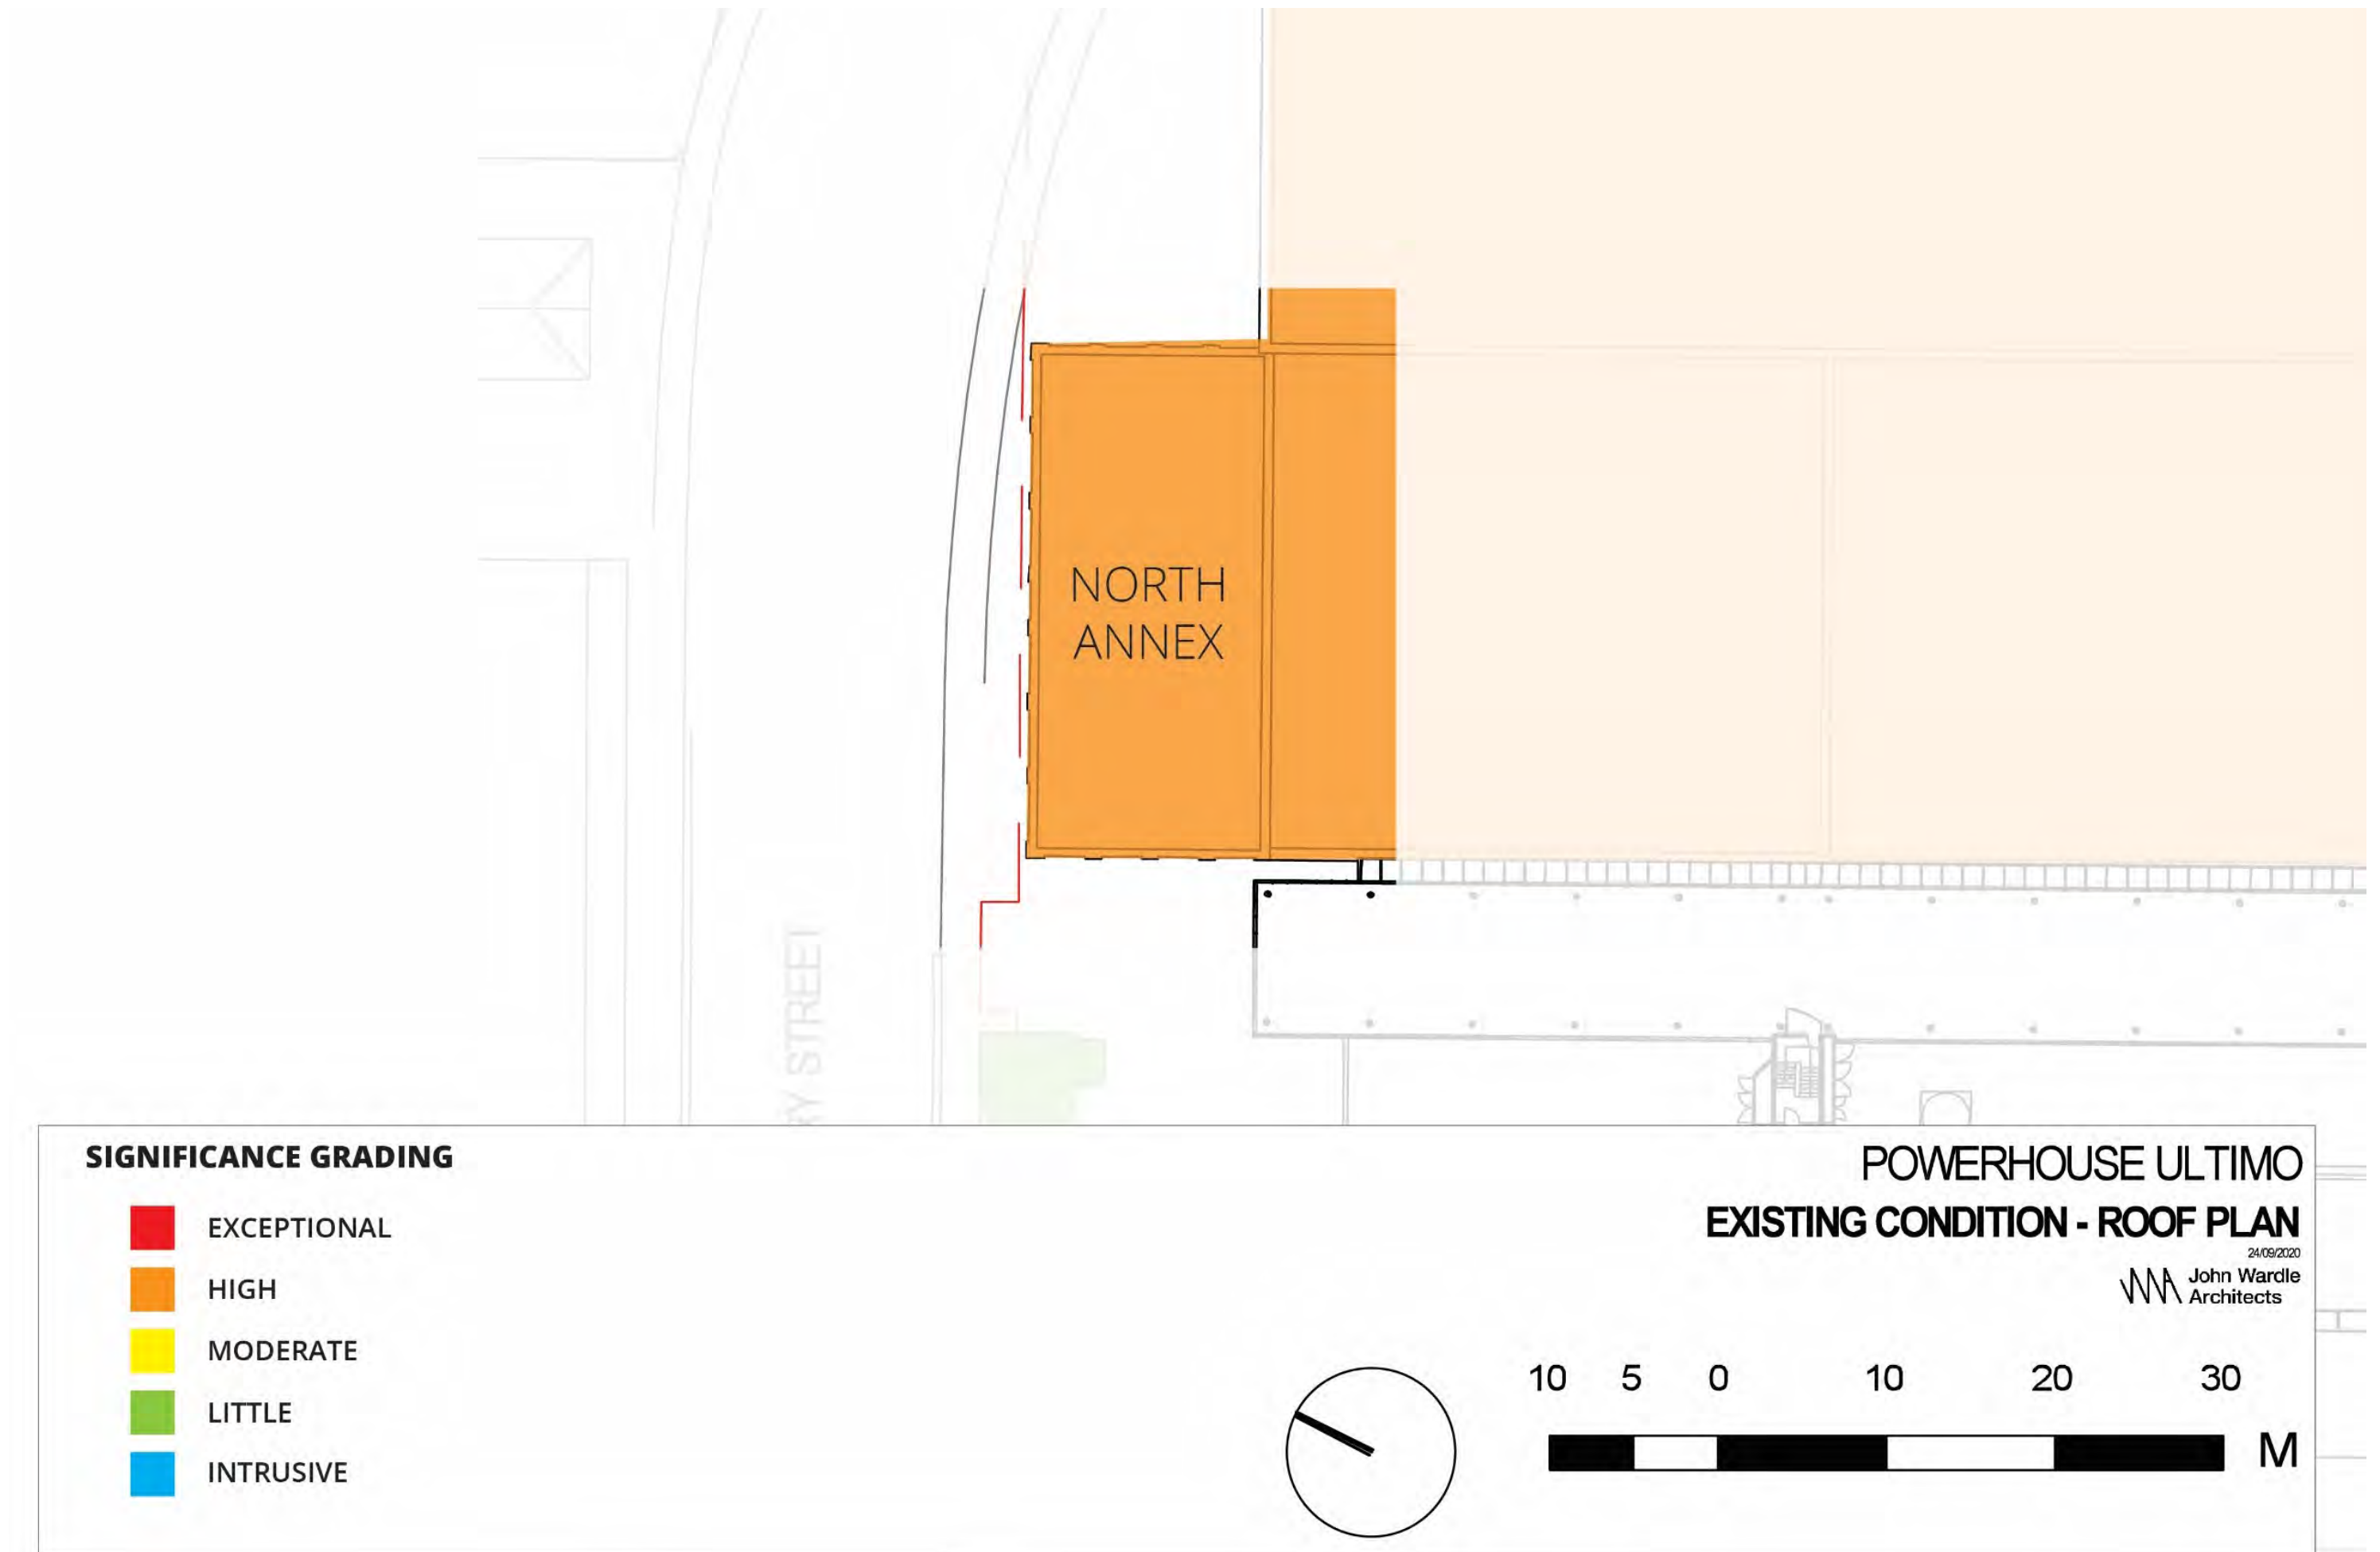 NORTH
ANNEX
STREET
SIGNIFICANCE GRADING
EXCEPTIONAL
HIGH
MODERATE
LITTLE
INTRUSIVE
POWERHOUSE ULTIMO
EXISTING CONDITION - ROOF PLAN
24/09/2020
John Wardle
Architects
10 5 0 10 20 30
M